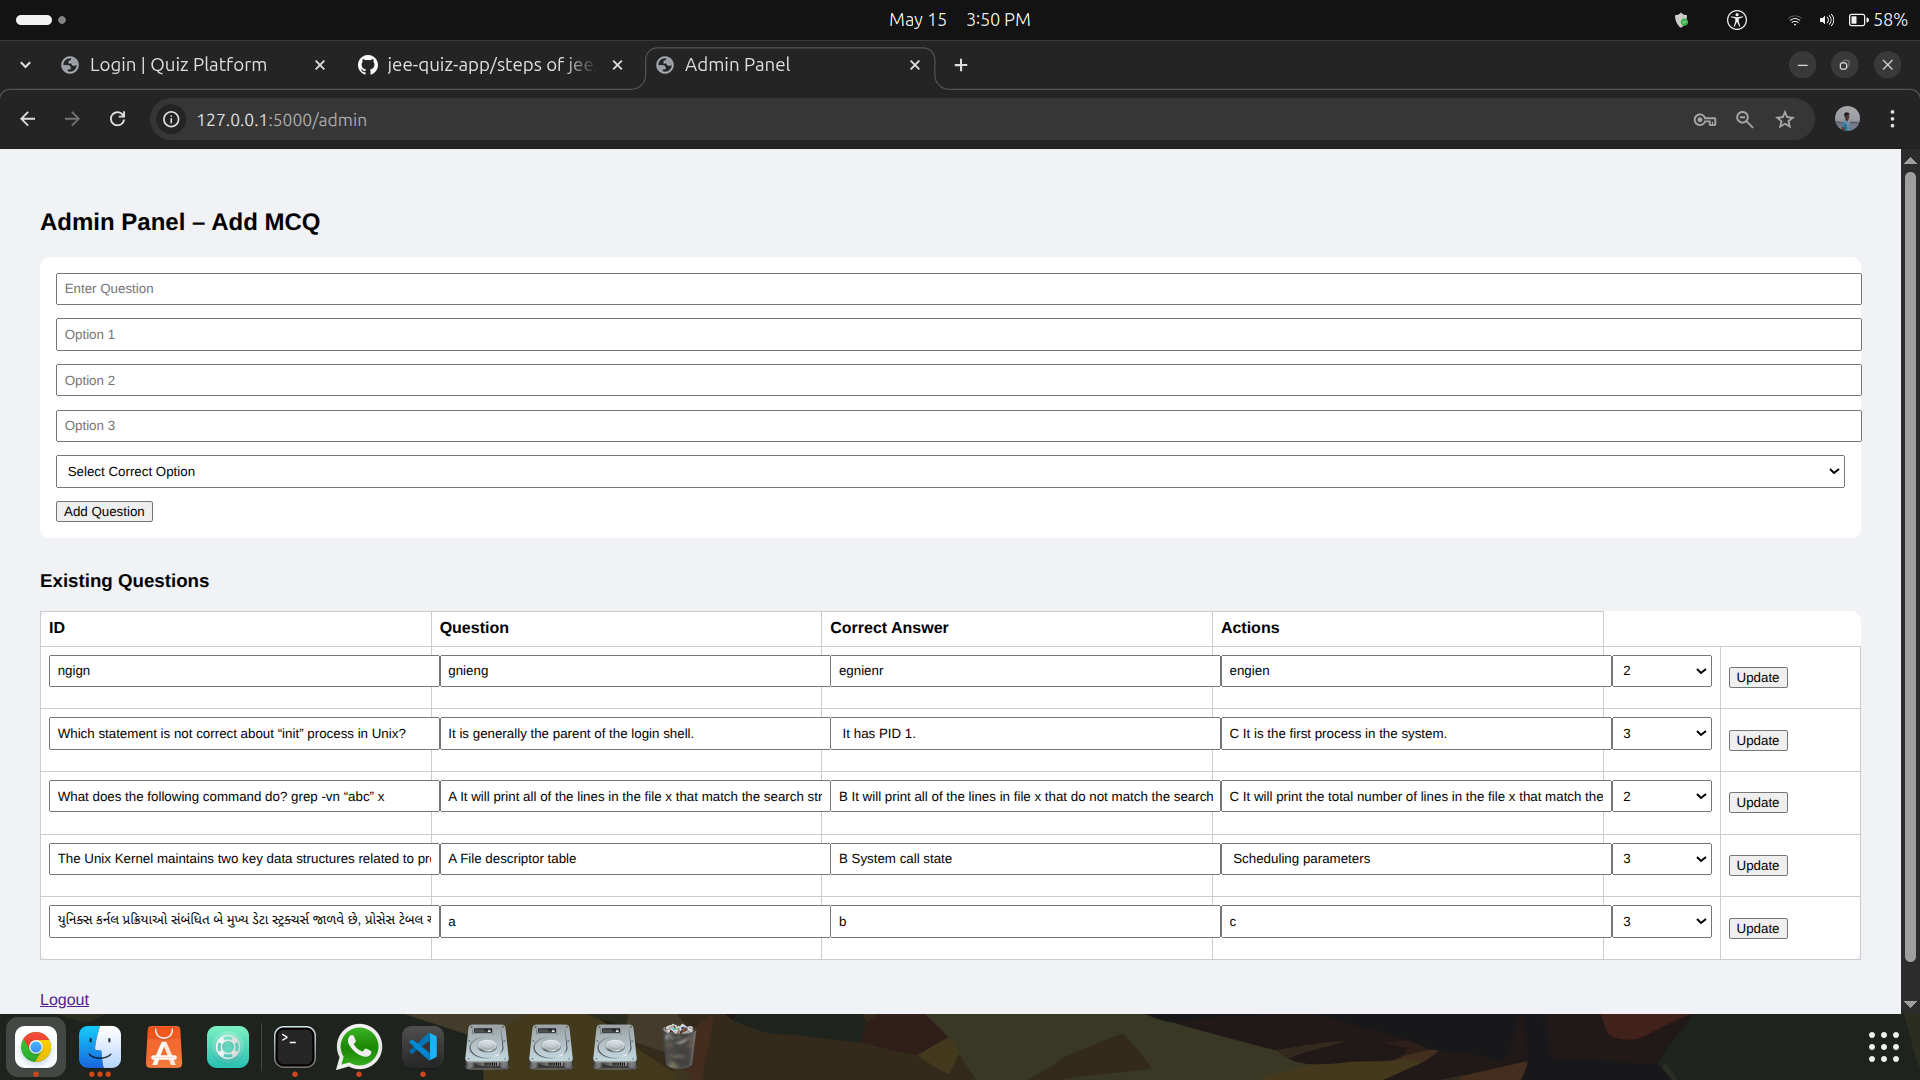 May 15 3:50 PM
58%
Login | Quiz Platform
jee-quiz-app/steps of jee
Admin Panel
127.0.0.1:5000/admin
Admin Panel – Add MCQ
Enter Question
Option 1
Option 2
Option 3
Select Correct Option
Add Question
Existing Questions
ID Question Correct Answer Actions
ngign gnieng egnienr engien 2 Update
Which statement is not correct about “init” process in Unix? It is generally the parent of the login shell. It has PID 1. C It is the first process in the system. 3 Update
What does the following command do? grep -vn “abc” x A It will print all of the lines in the file x that match the search str B It will print all of the lines in file x that do not match the search C It will print the total number of lines in the file x that match the 2 Update
The Unix Kernel maintains two key data structures related to pr A File descriptor table B System call state Scheduling parameters 3 Update
યુનિક્સ કર્નલ પ્રક્રિયાઓ સંબંધિત બે મુખ્ય ડેટા સ્ટ્રક્ચર્સ જાળવે છે, પ્રોસેસ ટેબલ a b c 3 Update
Logout